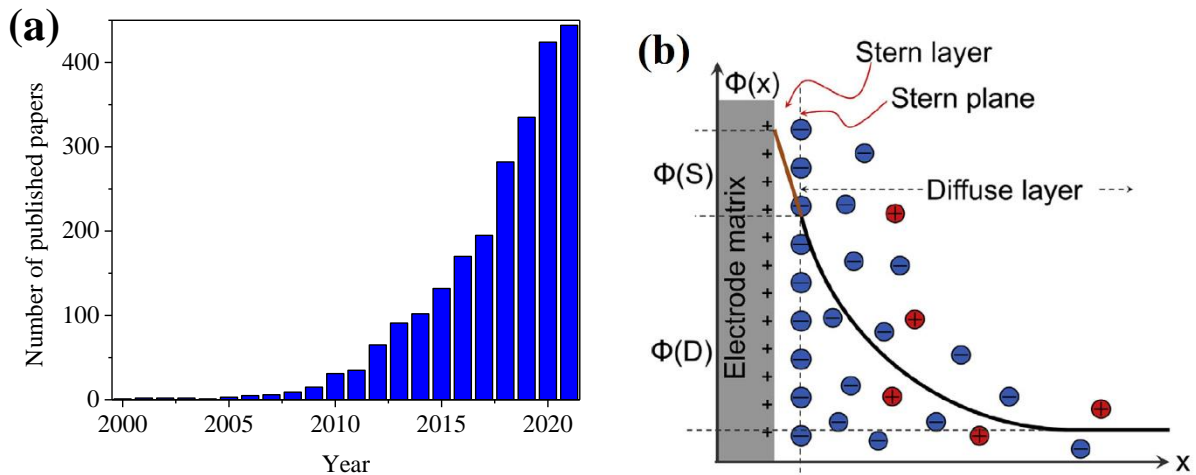 (a)
Number of published papers
400
300
200
100
0
2000
2005
2010
2015
2020
Year
(b)
Φ(x)
Stern layer
Stern plane
Φ(S)
Diffuse layer
Electrode matrix
Φ(D)
x